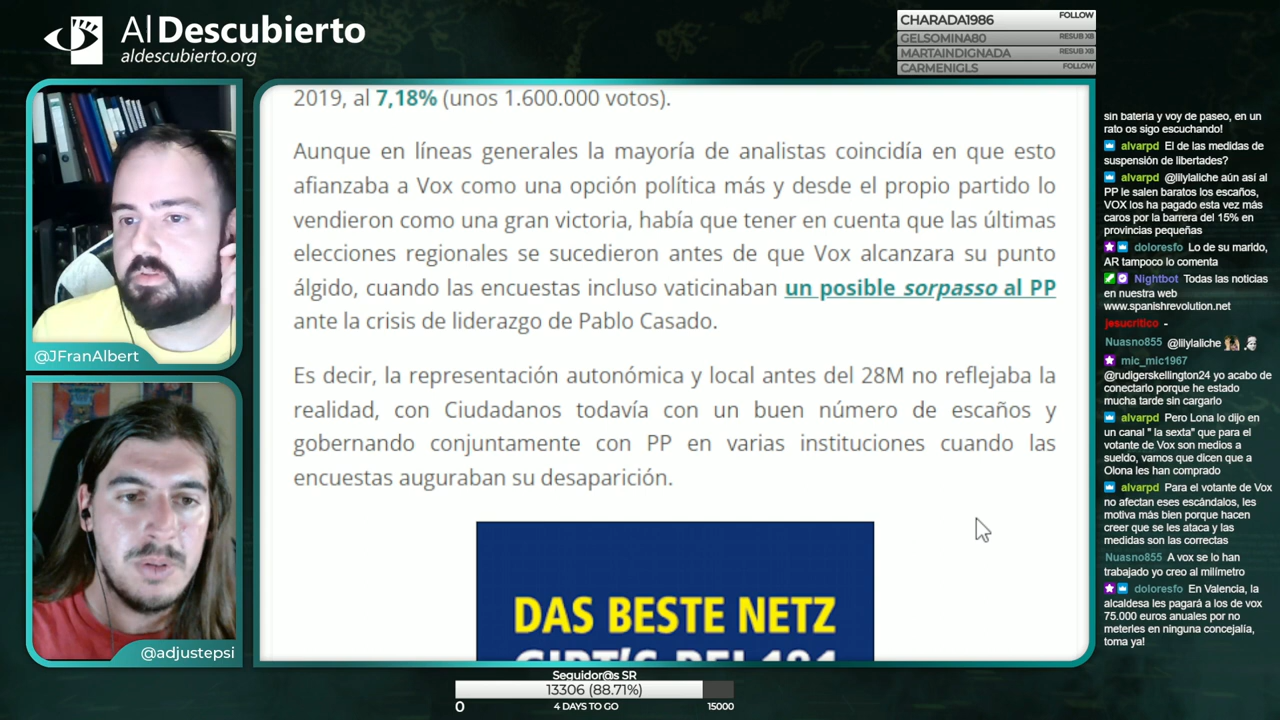 Al Descubierto
aldescubierto.org
CHARADA1986 FOLLOW
GELSOMINA80 RESUB X8
MARTAINDIGNADA RESUB X8
CARMENIGLS FOLLOW
2019, al 7,18% (unos 1.600.000 votos).
Aunque en líneas generales la mayoría de analistas coincidía en que esto
afianzaba a Vox como una opción política más y desde el propio partido lo
vendieron como una gran victoria, había que tener en cuenta que las últimas
elecciones regionales se sucedieron antes de que Vox alcanzara su punto
álgido, cuando las encuestas incluso vaticinaban un posible sorpasso al PP
ante la crisis de liderazgo de Pablo Casado.
Es decir, la representación autonómica y local antes del 28M no reflejaba la
realidad, con Ciudadanos todavía con un buen número de escaños y
gobernando conjuntamente con PP en varias instituciones cuando las
encuestas auguraban su desaparición.
DAS BESTE NETZ
GIBT'S BEI 1&1
@JFranAlbert
@adjustepsi
sin batería y voy de paseo, en un
rato os sigo escuchando!
alvarpd El de las medidas de
suspensión de libertades?
alvarpd @lilylaliche aún así al
PP le salen baratos los escaños,
VOX los ha pagado esta vez más
caros por la barrera del 15% en
provincias pequeñas
doloresfo Lo de su marido,
AR tampoco lo comenta
Nightbot Todas las noticias
en nuestra web
www.spanishrevolution.net
jesucritico -
Nuasno855 @lilylaliche
mic_mic1967
@rudigerskellington24 yo acabo de
conectarlo porque he estado
mucha tarde sin cargarlo
alvarpd Pero Lona lo dijo en
un canal " la sexta" que para el
votante de Vox son medios a
sueldo, vamos que dicen que a
Olona les han comprado
alvarpd Para el votante de Vox
no afectan eses escándalos, les
motiva más bien porque hacen
creer que se les ataca y las
medidas son las correctas
Nuasno855 A vox se lo han
trabajado yo creo al milímetro
doloresfo En Valencia, la
alcaldesa les pagará a los de vox
75.000 euros anuales por no
meterles en ninguna concejalía,
toma ya!
Seguidor@s SR
13306 (88.71%)
0 4 DAYS TO GO 15000